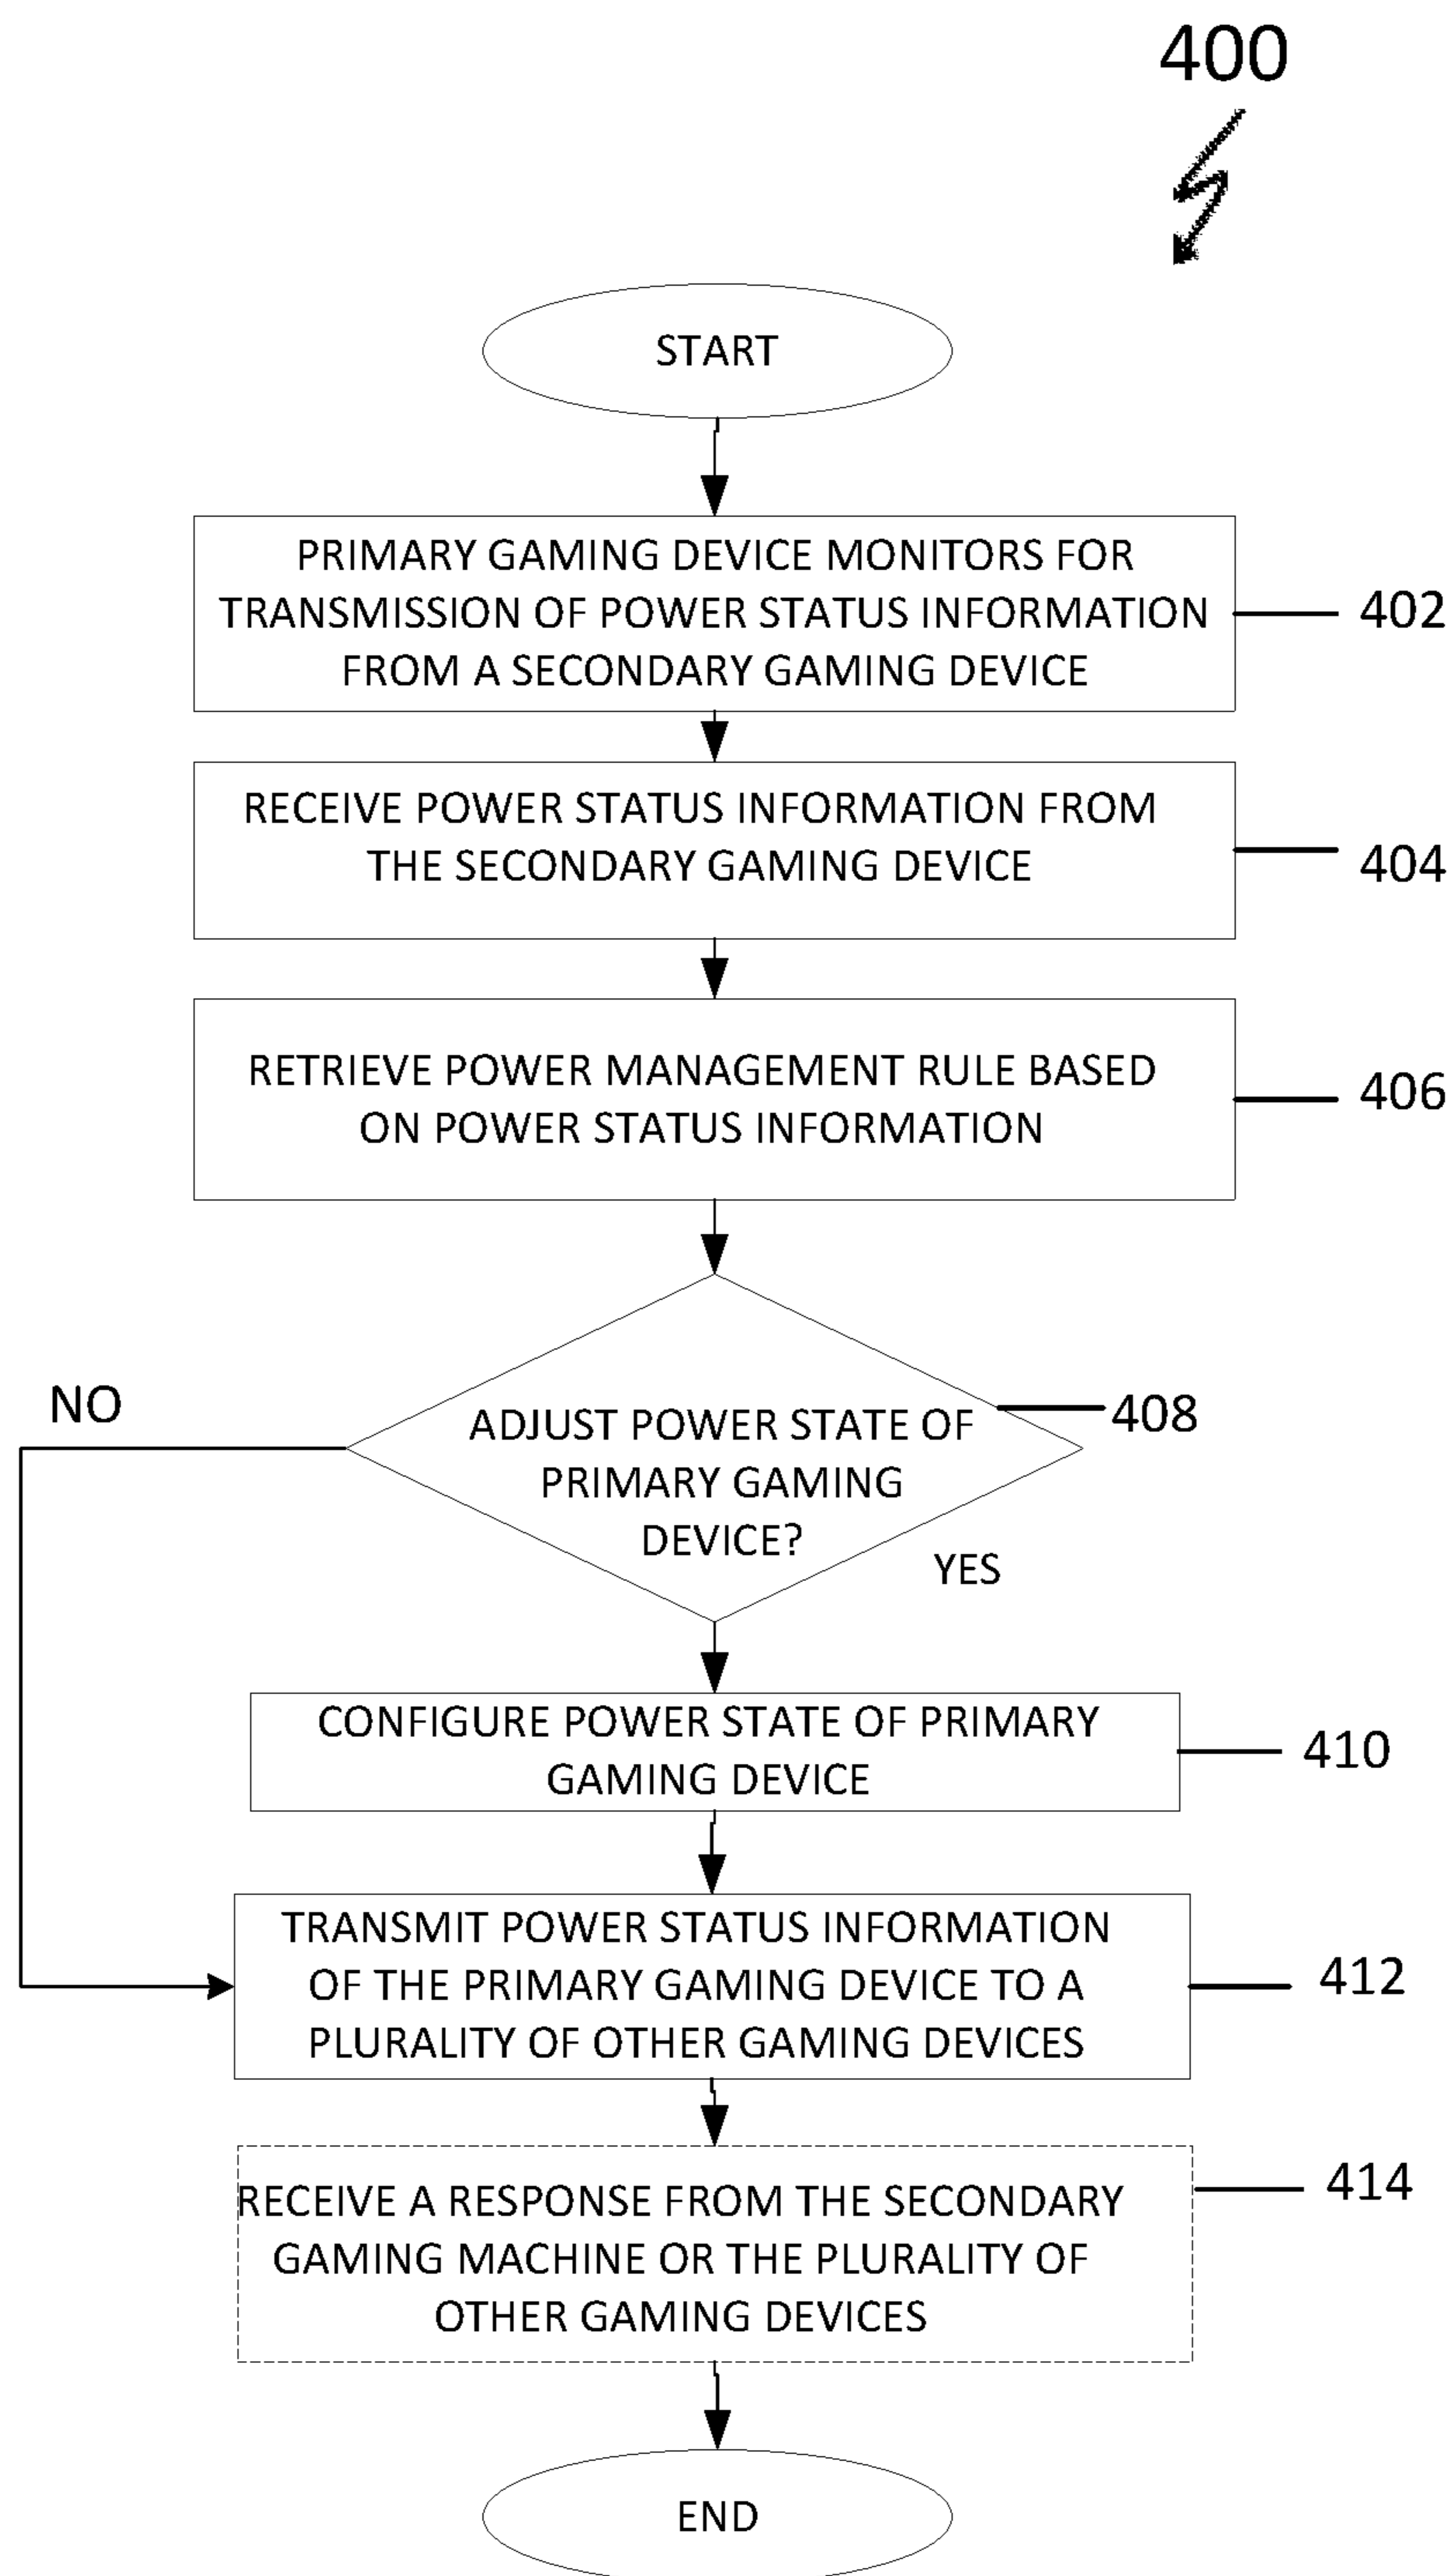 400
START
PRIMARY GAMING DEVICE MONITORS FOR
TRANSMISSION OF POWER STATUS INFORMATION
FROM A SECONDARY GAMING DEVICE
402
RECEIVE POWER STATUS INFORMATION FROM
THE SECONDARY GAMING DEVICE
404
RETRIEVE POWER MANAGEMENT RULE BASED
ON POWER STATUS INFORMATION
406
NO
ADJUST POWER STATE OF
PRIMARY GAMING
DEVICE?
408
YES
CONFIGURE POWER STATE OF PRIMARY
GAMING DEVICE
410
TRANSMIT POWER STATUS INFORMATION
OF THE PRIMARY GAMING DEVICE TO A
PLURALITY OF OTHER GAMING DEVICES
412
RECEIVE A RESPONSE FROM THE SECONDARY
GAMING MACHINE OR THE PLURALITY OF
OTHER GAMING DEVICES
414
END